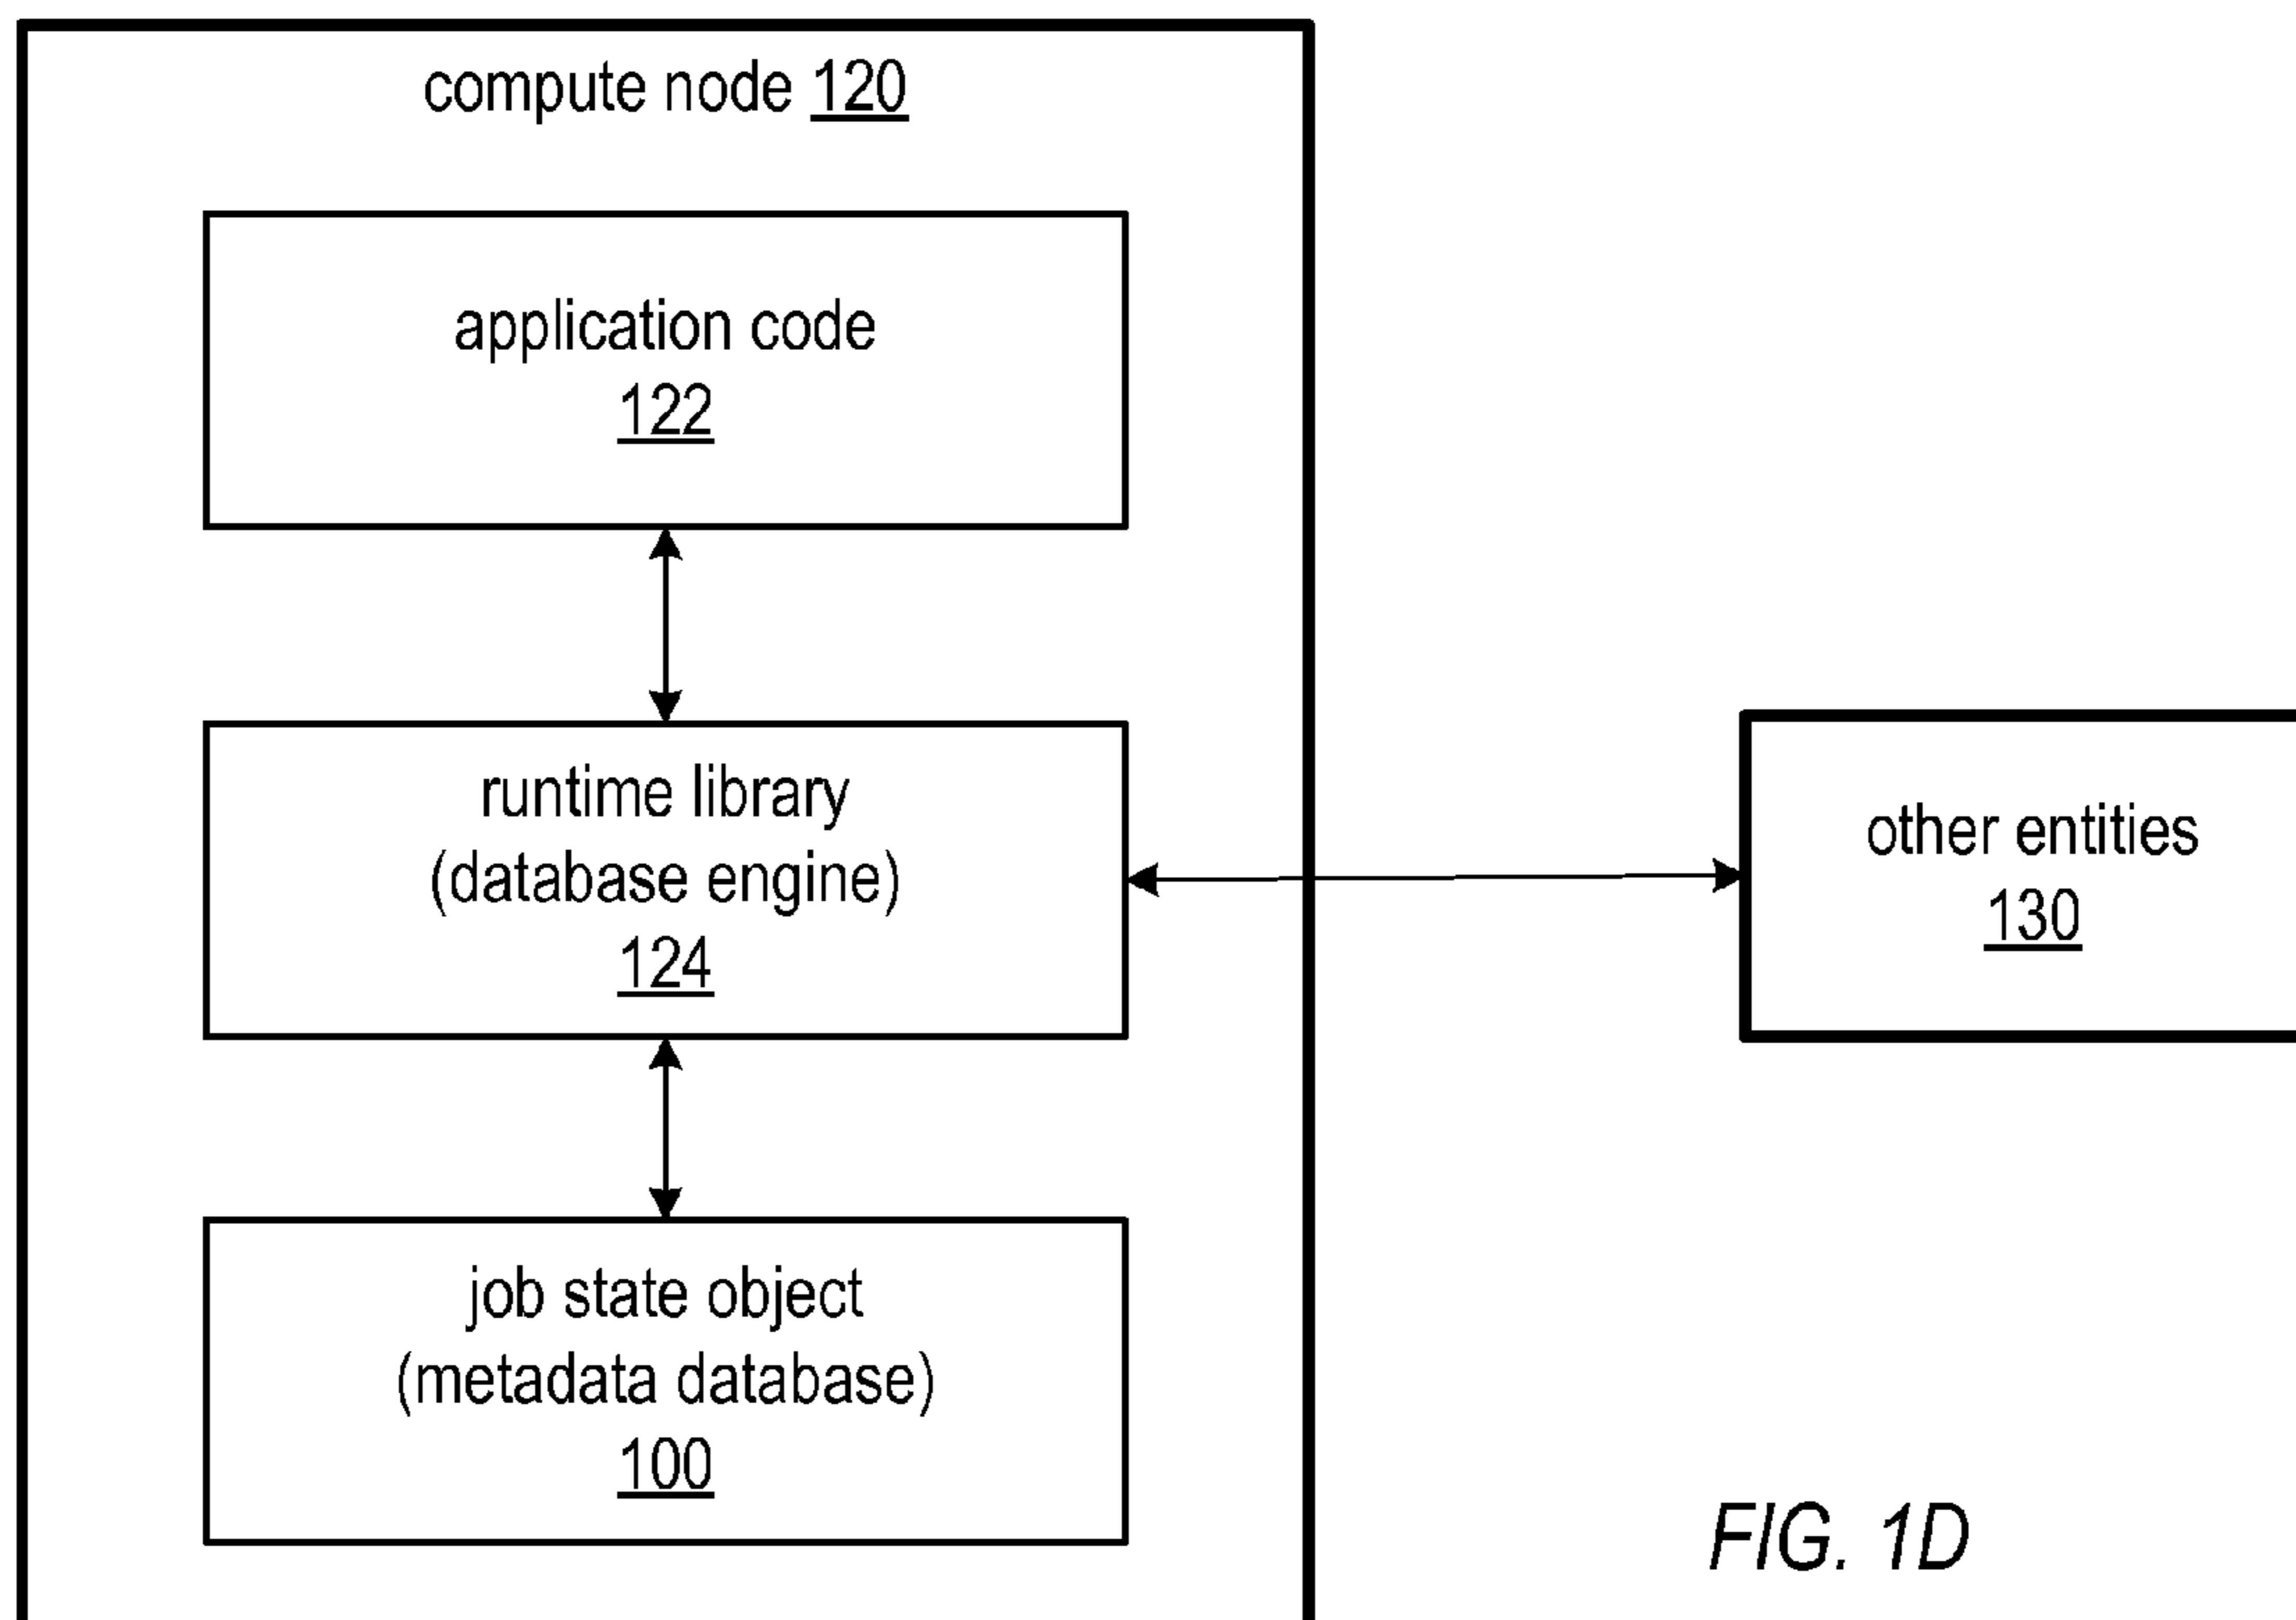 compute node 120
application code
122
runtime library
(database engine)
124
other entities
130
job state object
(metadata database)
100
FIG. 1D